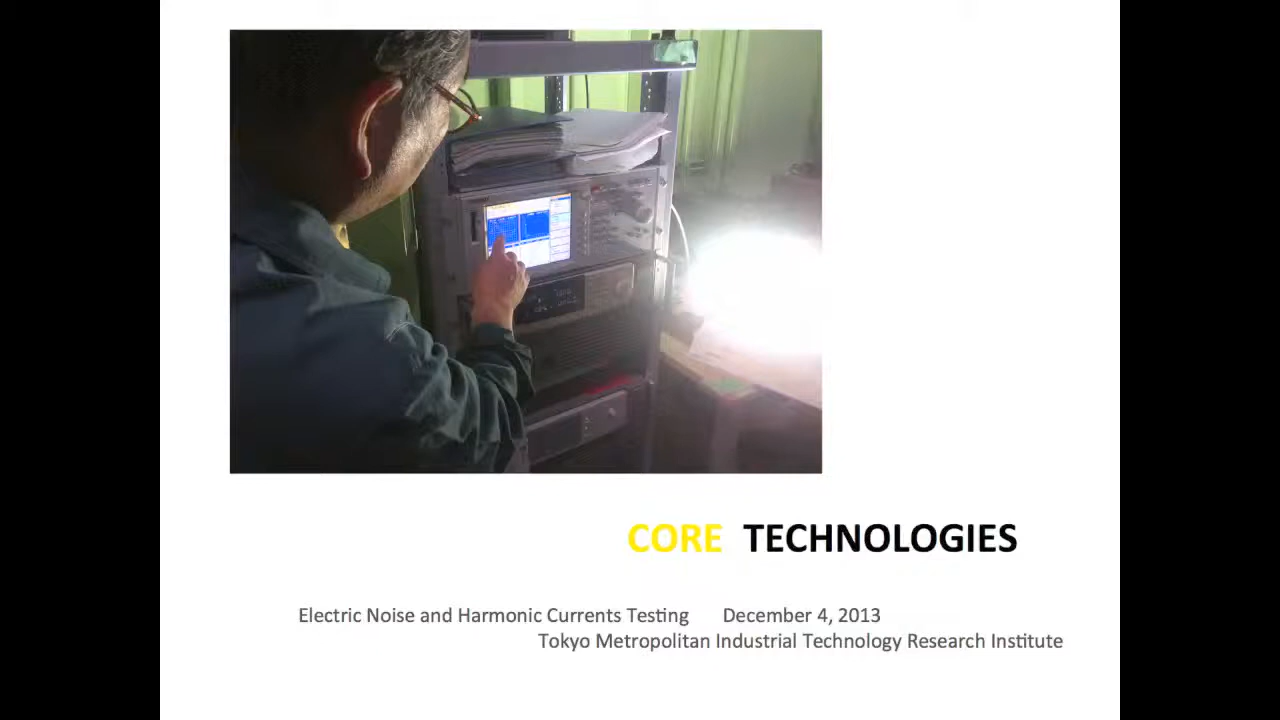 CORE TECHNOLOGIES
Electric Noise and Harmonic Currents Testing December 4, 2013
Tokyo Metropolitan Industrial Technology Research Institute